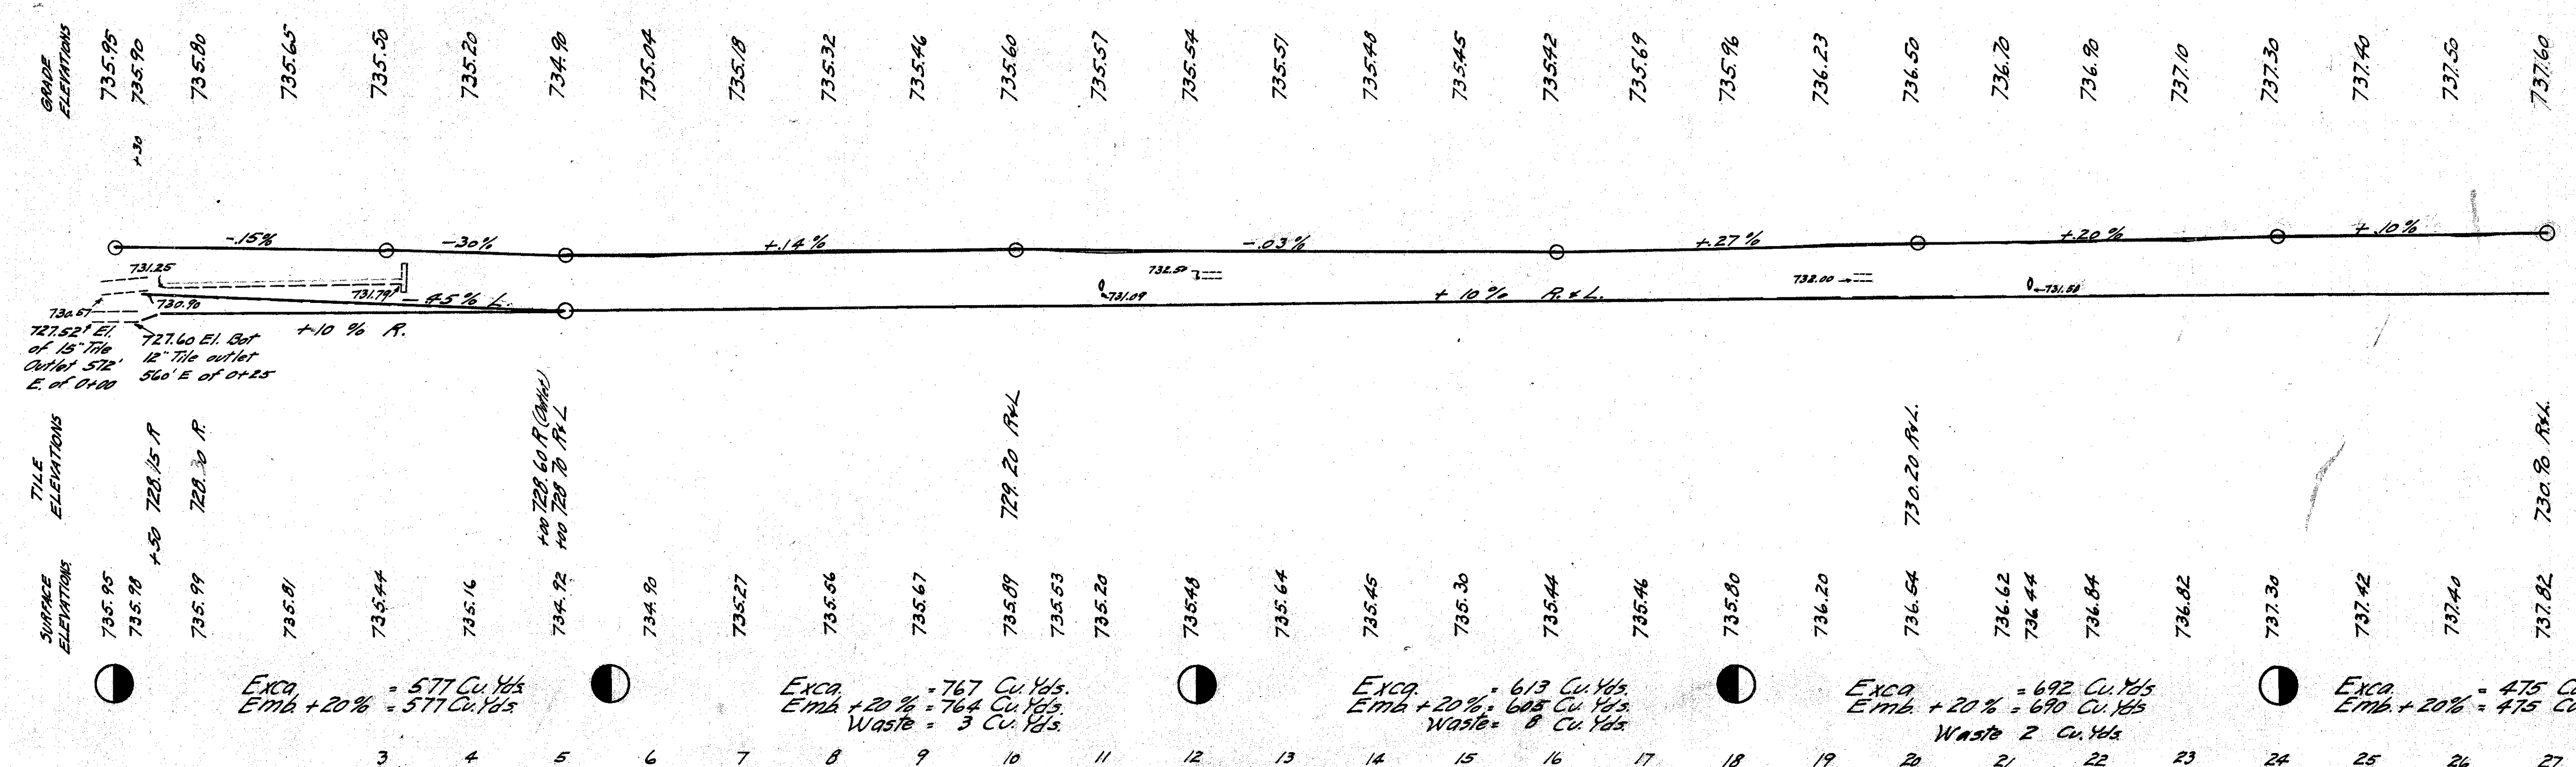 GRADE
ELEVATIONS
735.95
735.90
735.80
735.65
735.50
735.20
734.90
735.04
735.18
735.32
735.46
735.60
735.57
735.54
735.51
735.48
735.45
735.42
735.69
735.96
736.23
736.50
736.70
736.90
737.10
737.30
737.40
737.50
737.60
+30
-.15%
-30%
+.14%
-.03%
+.27%
+.20%
+.10%
731.25
730.67
730.90
731.79
-45% L.
+10 % R.
732.50
731.09
+ 10% R.&L.
732.00
731.58
727.52 El.
of 15" Tile
Outlet 572'
E. of 0+00
727.60 El. Bot
12" Tile outlet
560' E of 0+25
TILE
ELEVATIONS
+50 728.15 R
728.30 R.
+00 728.60 R (Outlet)
+00 728 70 R&L
729.20 R&L
730.20 R&L.
730.90 R&L.
SURFACE
ELEVATIONS
735.95
735.98
735.99
735.81
735.44
735.16
734.92
734.90
735.27
735.56
735.67
735.89
735.53
735.20
735.48
735.64
735.45
735.30
735.44
735.46
735.80
736.20
736.54
736.62
736.44
736.84
736.82
737.30
737.42
737.40
737.82
Exca = 577 Cu.Yds
Emb.+20% = 577 Cu.Yds.
Exca. = 767 Cu.Yds.
Emb. +20% = 764 Cu.Yds.
Waste = 3 Cu.Yds.
Exca. = 613 Cu.Yds.
Emb.+20% = 605 Cu.Yds.
Waste = 8 Cu.Yds.
Exca = 692 Cu.Yds
Emb. +20% = 690 Cu.Yds
Waste 2 Cu.Yds.
Exca. = 475 C
Emb.+20% = 475 C
3 4 5 6 7 8 9 10 11 12 13 14 15 16 17 18 19 20 21 22 23 24 25 26 27